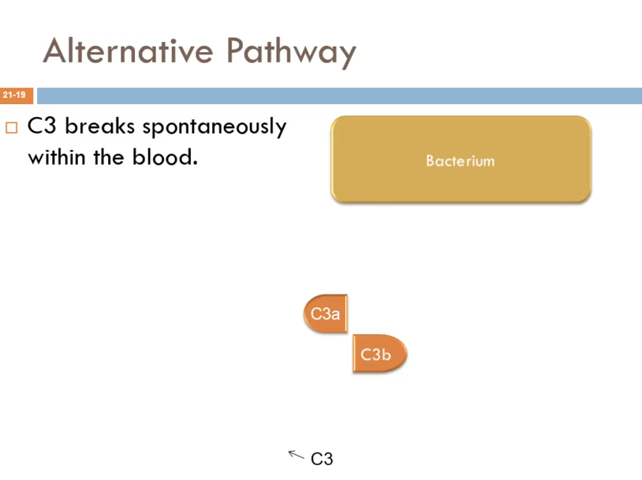 Alternative Pathway
21-19
C3 breaks spontaneously
within the blood.
Bacterium
C3a
C3b
C3